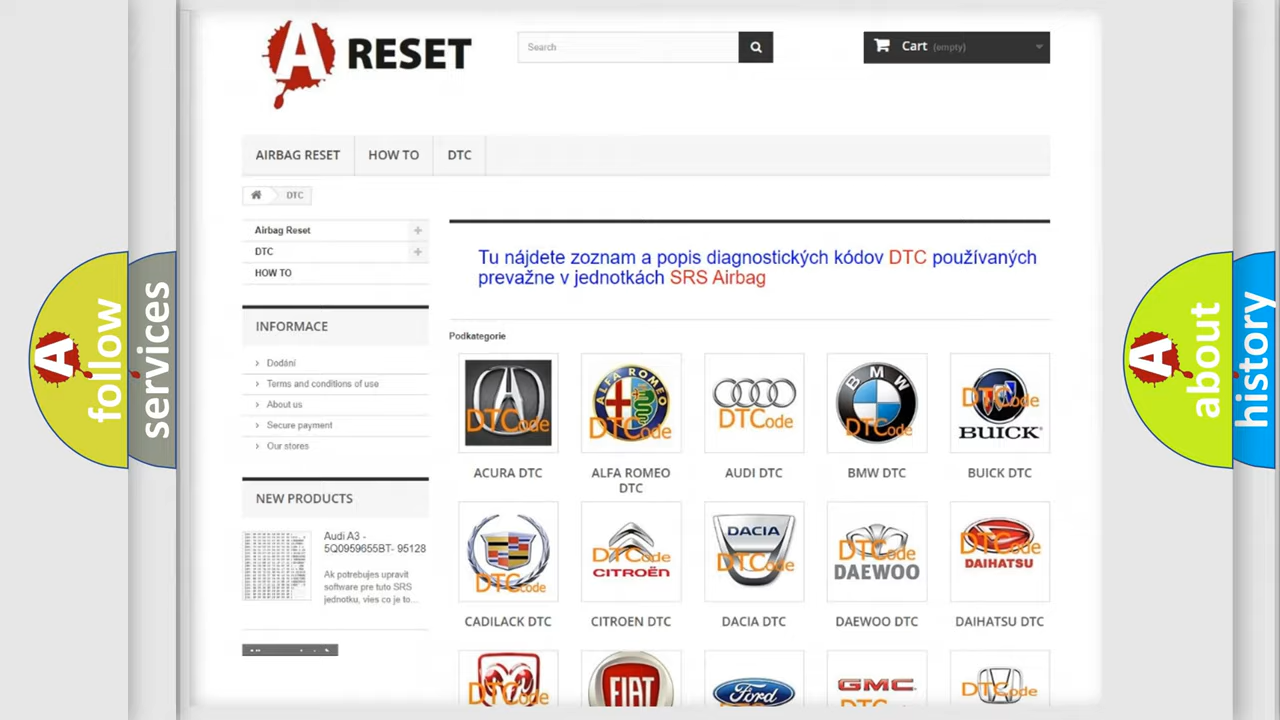 A RESET
Search
Cart (empty)
AIRBAG RESET
HOW TO
DTC
DTC
Airbag Reset
DTC
HOW TO
INFORMACE
Dodání
Terms and conditions of use
About us
Secure payment
Our stores
NEW PRODUCTS
Audi A3 -
5Q0959655BT- 95128
Ak potrebujes upravit
software pre tuto SRS
jednotku, vies co je to...
Tu nájdete zoznam a popis diagnostických kódov DTC používaných
prevažne v jednotkách SRS Airbag
Podkategorie
DTCode
ALFA ROMEO
DTCode
DTCode
BMW
DTCode
DTCode
BUICK
ACURA DTC
ALFA ROMEO
DTC
AUDI DTC
BMW DTC
BUICK DTC
DTCode
DTCode
CITROËN
DACIA
DTCode
DTCode
DAEWOO
DTCode
DAIHATSU
CADILACK DTC
CITROEN DTC
DACIA DTC
DAEWOO DTC
DAIHATSU DTC
DTCode
FIAT
Ford
GMC
DTCode
A follow
services
A about
history